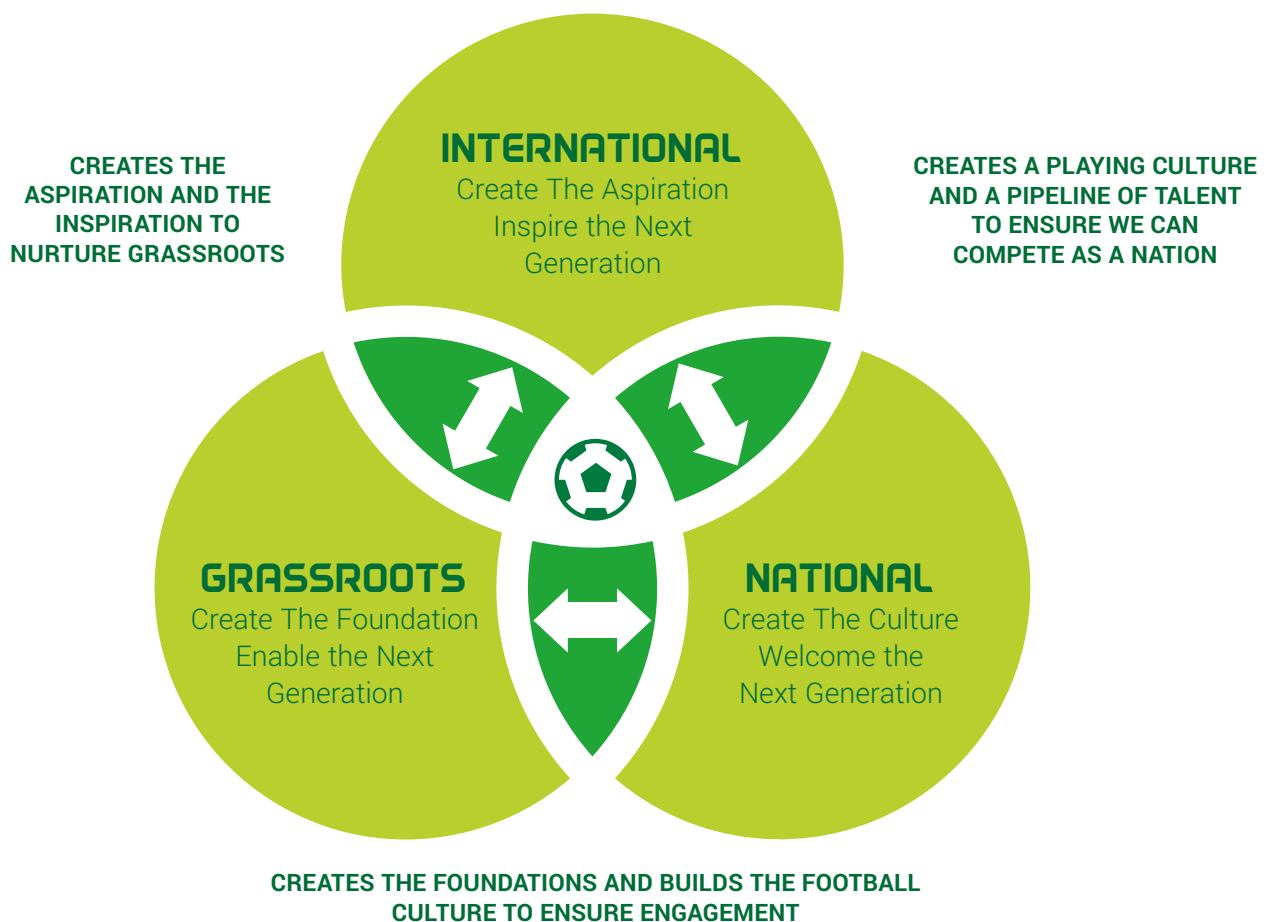 INTERNATIONAL
Create The Aspiration
Inspire the Next
Generation
CREATES THE
ASPIRATION AND THE
INSPIRATION TO
NURTURE GRASSROOTS
CREATES A PLAYING CULTURE
AND A PIPELINE OF TALENT
TO ENSURE WE CAN
COMPETE AS A NATION
GRASSROOTS
Create The Foundation
Enable the Next
Generation
NATIONAL
Create The Culture
Welcome the
Next Generation
CREATES THE FOUNDATIONS AND BUILDS THE FOOTBALL
CULTURE TO ENSURE ENGAGEMENT